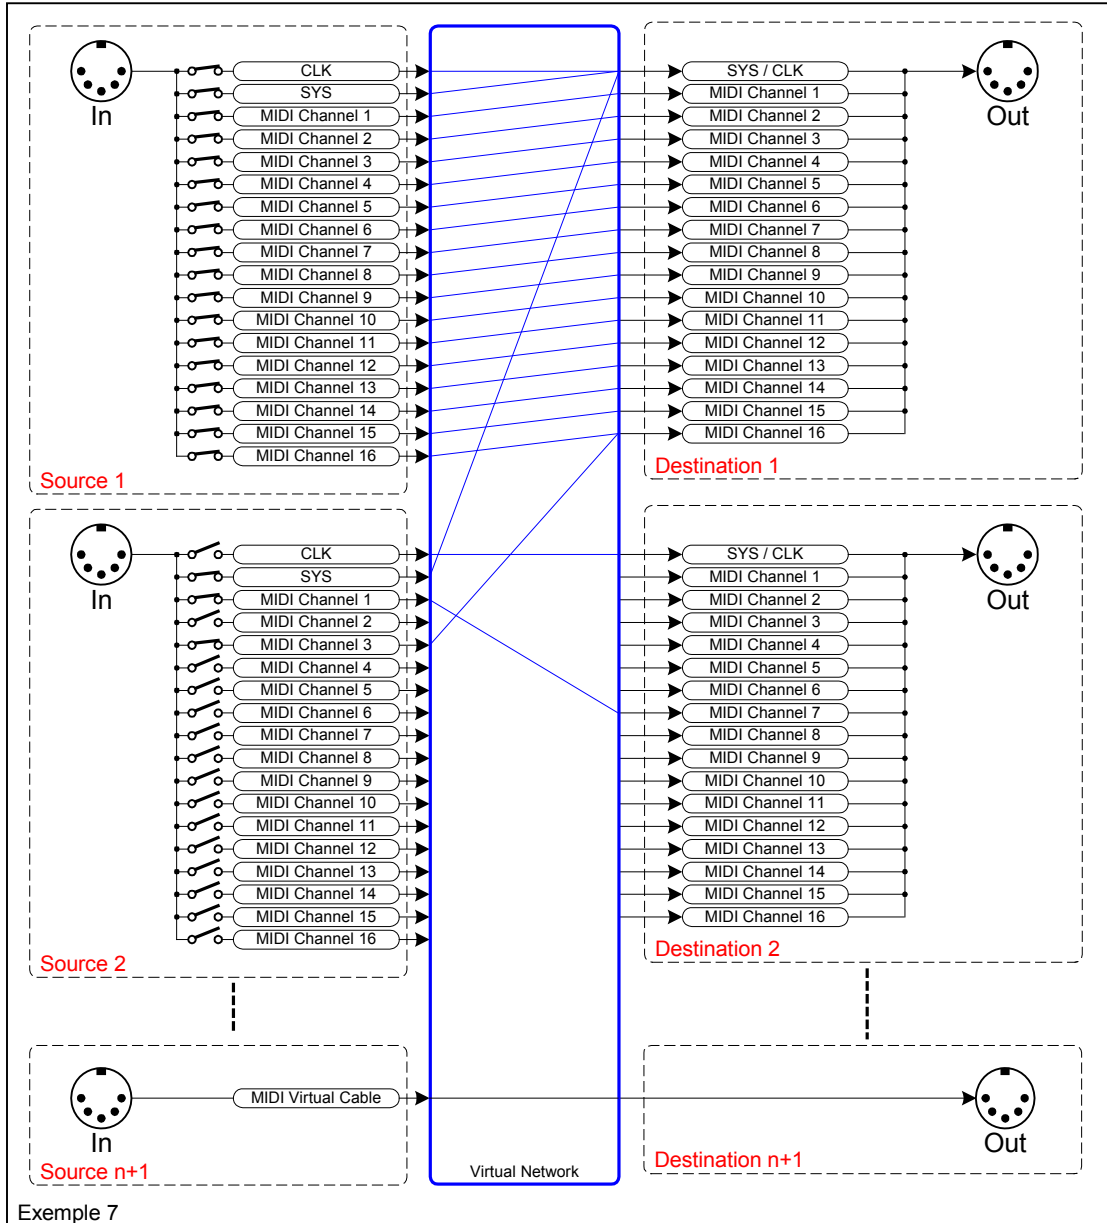 In
CLK
SYS
MIDI Channel 1
MIDI Channel 2
MIDI Channel 3
MIDI Channel 4
MIDI Channel 5
MIDI Channel 6
MIDI Channel 7
MIDI Channel 8
MIDI Channel 9
MIDI Channel 10
MIDI Channel 11
MIDI Channel 12
MIDI Channel 13
MIDI Channel 14
MIDI Channel 15
MIDI Channel 16
Source 1
SYS / CLK
MIDI Channel 1
MIDI Channel 2
MIDI Channel 3
MIDI Channel 4
MIDI Channel 5
MIDI Channel 6
MIDI Channel 7
MIDI Channel 8
MIDI Channel 9
MIDI Channel 10
MIDI Channel 11
MIDI Channel 12
MIDI Channel 13
MIDI Channel 14
MIDI Channel 15
MIDI Channel 16
Out
Destination 1
In
CLK
SYS
MIDI Channel 1
MIDI Channel 2
MIDI Channel 3
MIDI Channel 4
MIDI Channel 5
MIDI Channel 6
MIDI Channel 7
MIDI Channel 8
MIDI Channel 9
MIDI Channel 10
MIDI Channel 11
MIDI Channel 12
MIDI Channel 13
MIDI Channel 14
MIDI Channel 15
MIDI Channel 16
Source 2
SYS / CLK
MIDI Channel 1
MIDI Channel 2
MIDI Channel 3
MIDI Channel 4
MIDI Channel 5
MIDI Channel 6
MIDI Channel 7
MIDI Channel 8
MIDI Channel 9
MIDI Channel 10
MIDI Channel 11
MIDI Channel 12
MIDI Channel 13
MIDI Channel 14
MIDI Channel 15
MIDI Channel 16
Out
Destination 2
In
MIDI Virtual Cable
Source n+1
Virtual Network
Out
Destination n+1
Exemple 7